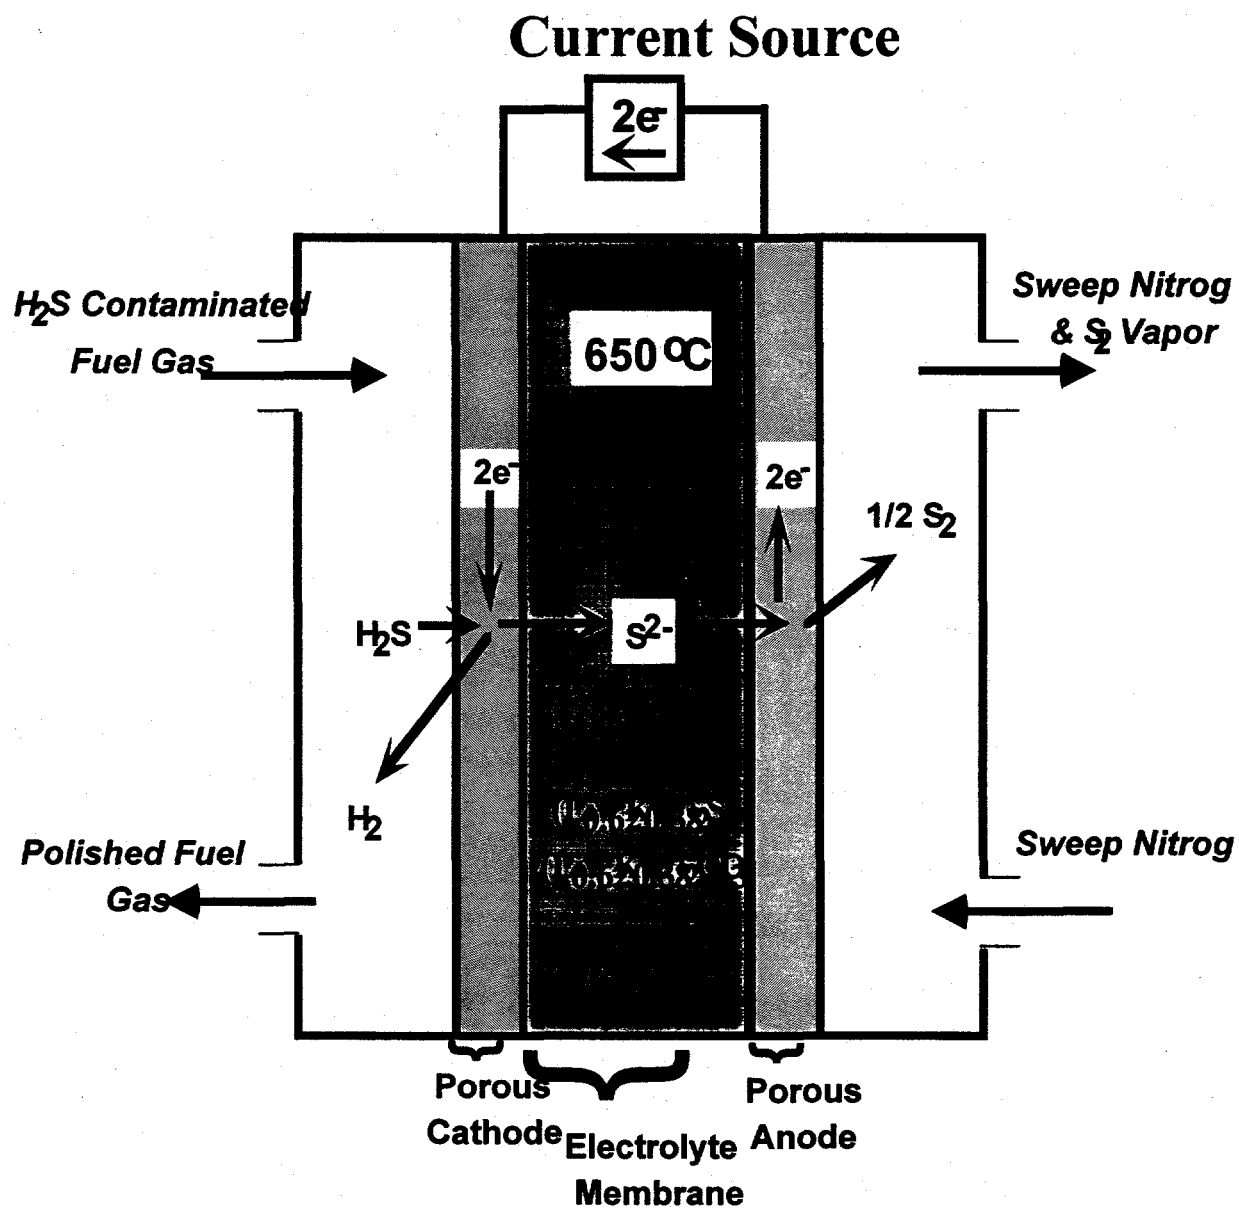 Current Source
2e-
H2S Contaminated
Fuel Gas
Sweep Nitrog
& S2 Vapor
650 oC
2e-
2e-
1/2 S2
H2S
S2-
H2
Polished Fuel
Gas
Sweep Nitrog
Porous
Cathode
Electrolyte
Membrane
Porous
Anode